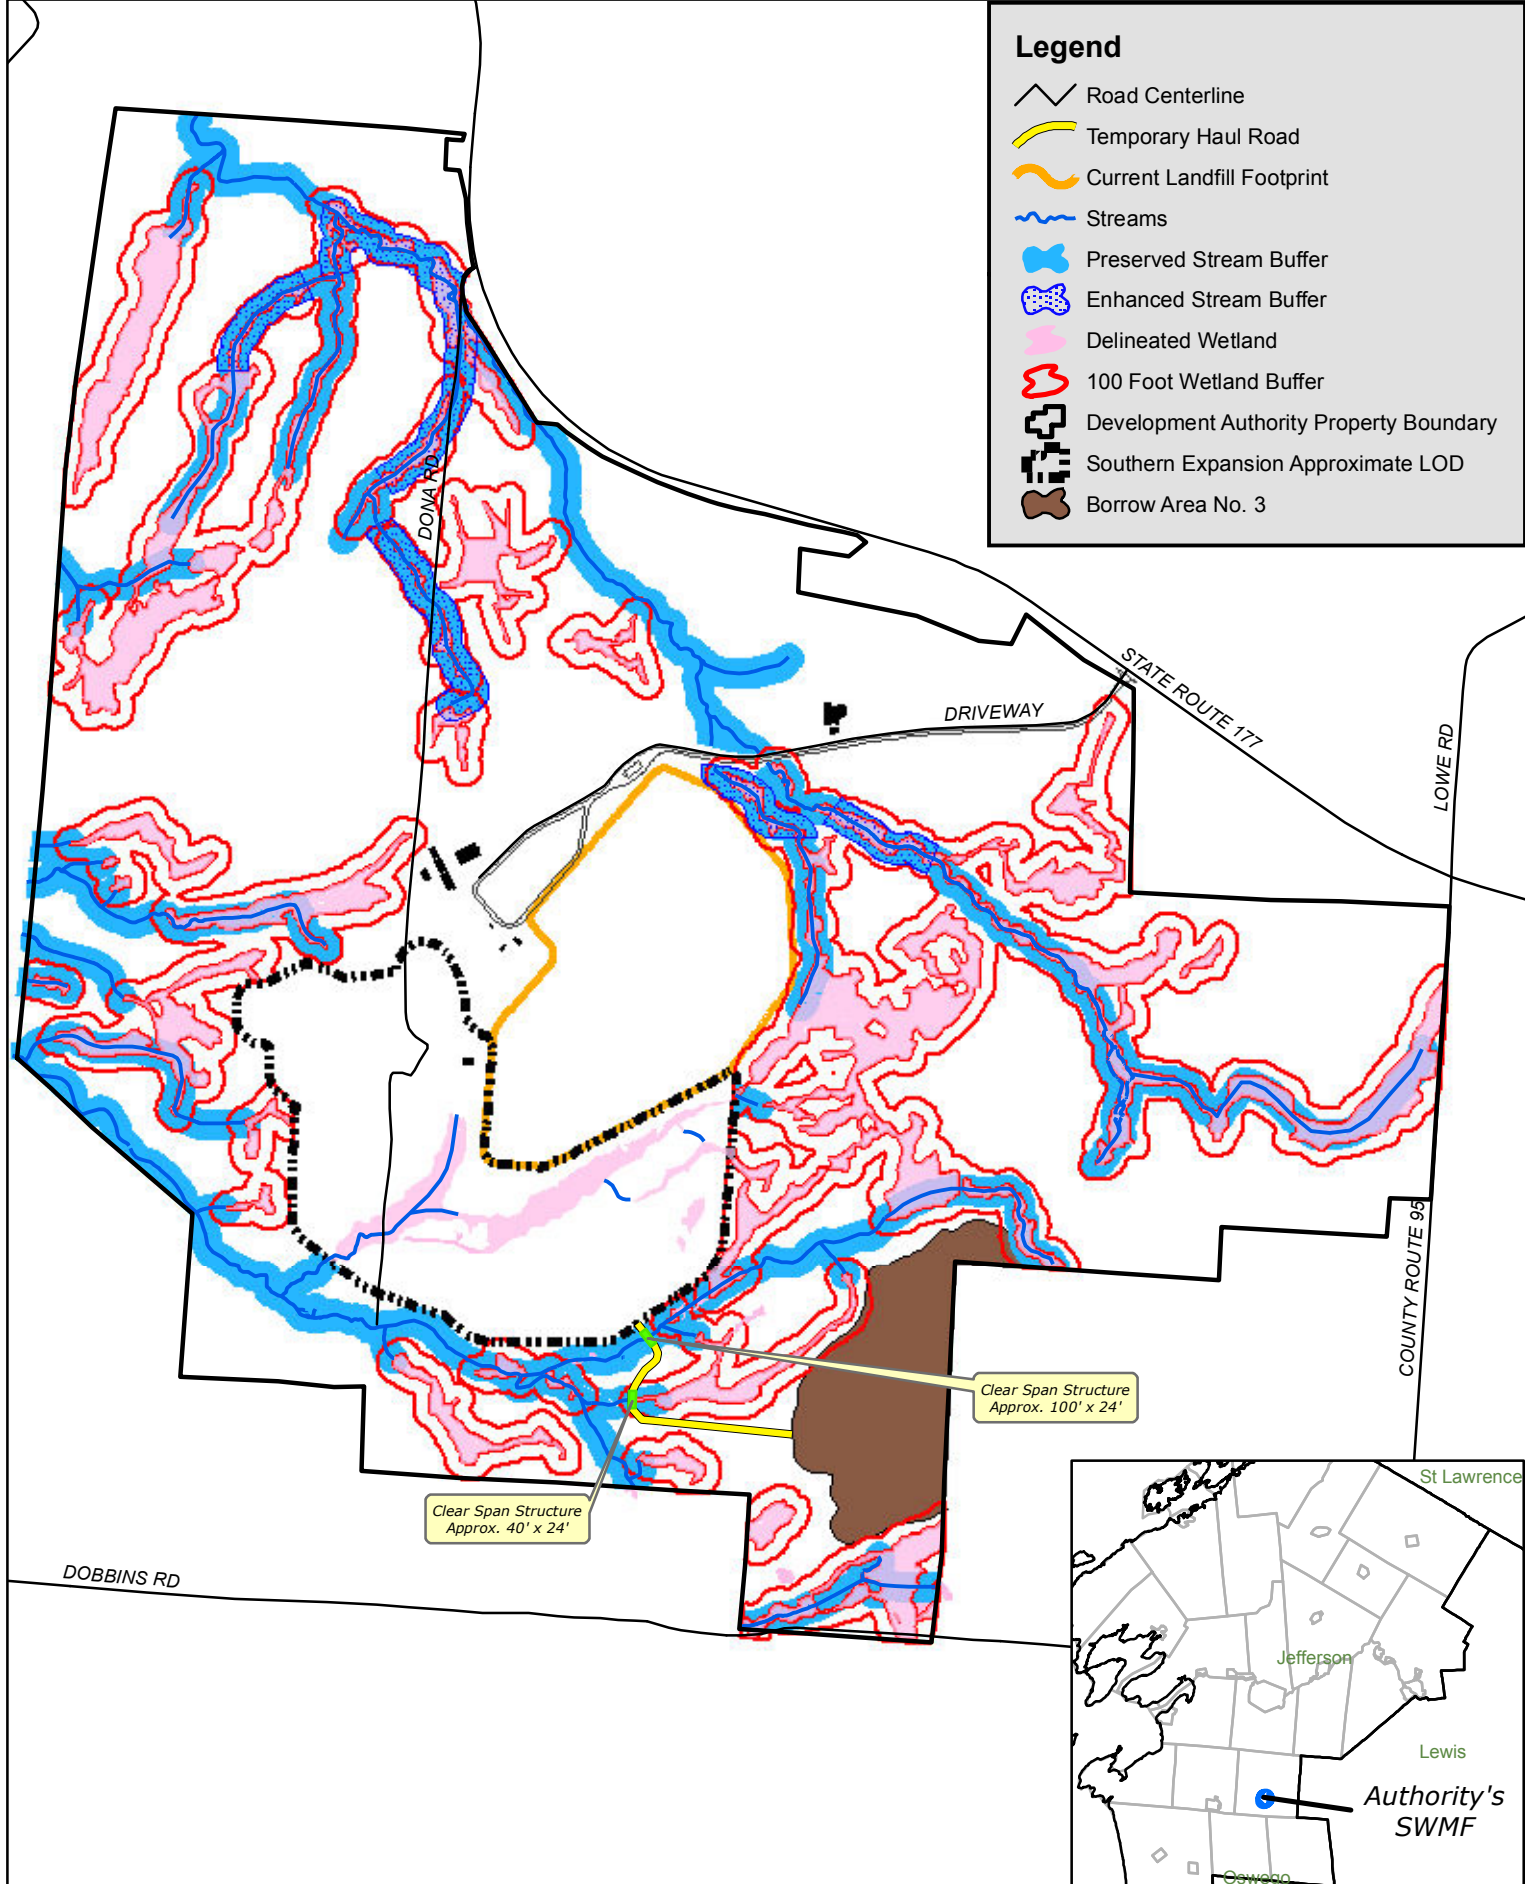 Legend
Road Centerline
Temporary Haul Road
Current Landfill Footprint
Streams
Preserved Stream Buffer
Enhanced Stream Buffer
Delineated Wetland
100 Foot Wetland Buffer
Development Authority Property Boundary
Southern Expansion Approximate LOD
Borrow Area No. 3
DONA RD
STATE ROUTE 177
DRIVEWAY
LOWE RD
COUNTY ROUTE 95
Clear Span Structure
Approx. 100' x 24'
Clear Span Structure
Approx. 40' x 24'
DOBBINS RD
St Lawrence
Jefferson
Lewis
Authority's
SWMF
Oswego